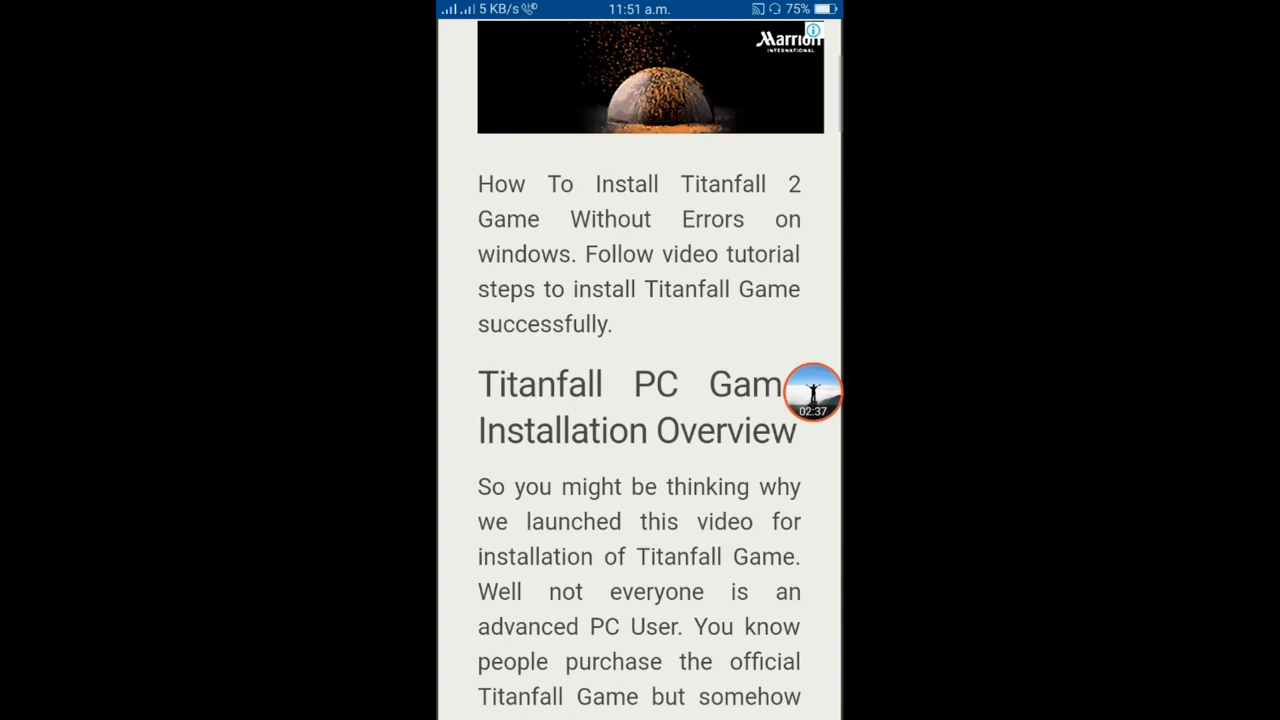 5 KB/s 11:51 a.m. 75%
Marriott
INTERNATIONAL
How To Install Titanfall 2
Game Without Errors on
windows. Follow video tutorial
steps to install Titanfall Game
successfully.
Titanfall PC Gam
Installation Overview
02:37
So you might be thinking why
we launched this video for
installation of Titanfall Game.
Well not everyone is an
advanced PC User. You know
people purchase the official
Titanfall Game but somehow